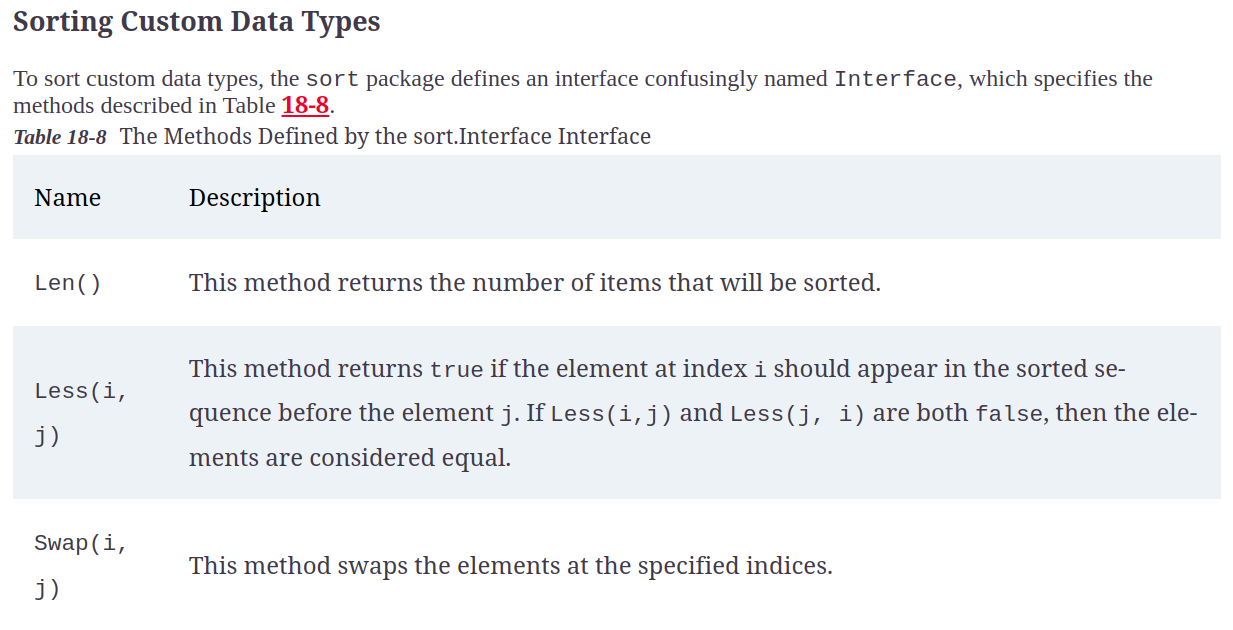 Sorting Custom Data Types
To sort custom data types, the sort package defines an interface confusingly named Interface, which specifies the
methods described in Table 18-8.
Table 18-8 The Methods Defined by the sort.Interface Interface
Name Description
Len() This method returns the number of items that will be sorted.
Less(i,
j)
This method returns true if the element at index i should appear in the sorted se-
quence before the element j. If Less(i,j) and Less(j, i) are both false, then the ele-
ments are considered equal.
Swap(i,
j)
This method swaps the elements at the specified indices.